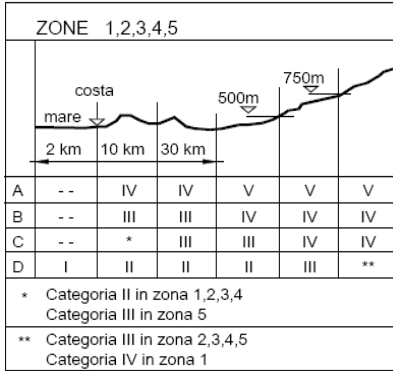 ZONE 1,2,3,4,5
750m
costa
500m
mare
2 km 10 km 30 km
A - - IV IV V V V
B - - III III IV IV IV
C - - * III III IV IV
D I II II II III **
* Categoria II in zona 1,2,3,4
Categoria III in zona 5
** Categoria III in zona 2,3,4,5
Categoria IV in zona 1